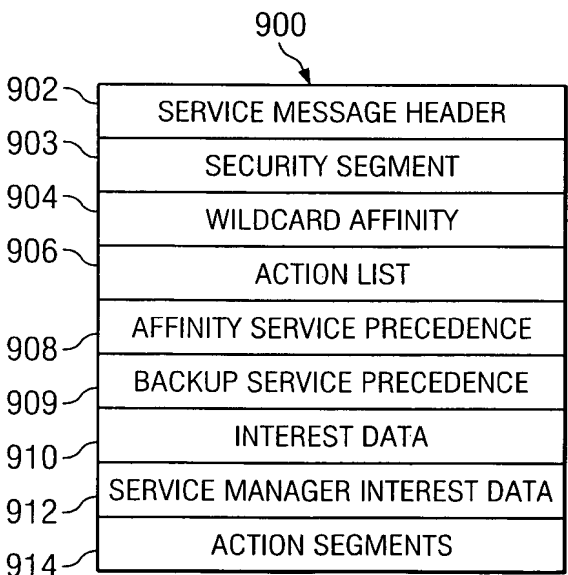 900
902 SERVICE MESSAGE HEADER
903 SECURITY SEGMENT
904 WILDCARD AFFINITY
906 ACTION LIST
908 AFFINITY SERVICE PRECEDENCE
909 BACKUP SERVICE PRECEDENCE
910 INTEREST DATA
912 SERVICE MANAGER INTEREST DATA
914 ACTION SEGMENTS